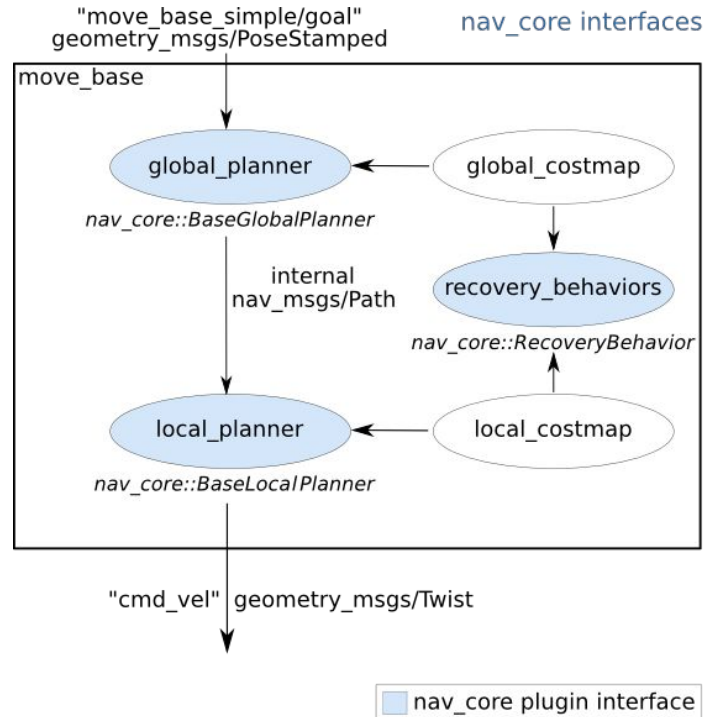 "move_base_simple/goal"
geometry_msgs/PoseStamped
nav_core interfaces
move_base
global_planner
global_costmap
nav_core::BaseGlobalPlanner
internal
nav_msgs/Path
recovery_behaviors
nav_core::RecoveryBehavior
local_planner
local_costmap
nav_core::BaseLocalPlanner
"cmd_vel" geometry_msgs/Twist
nav_core plugin interface